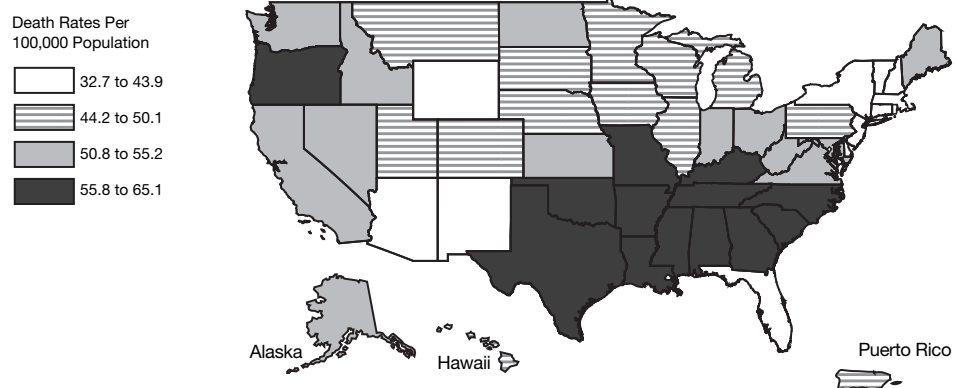 Death Rates Per
100,000 Population
32.7 to 43.9
44.2 to 50.1
50.8 to 55.2
55.8 to 65.1
Alaska
Hawaii
Puerto Rico